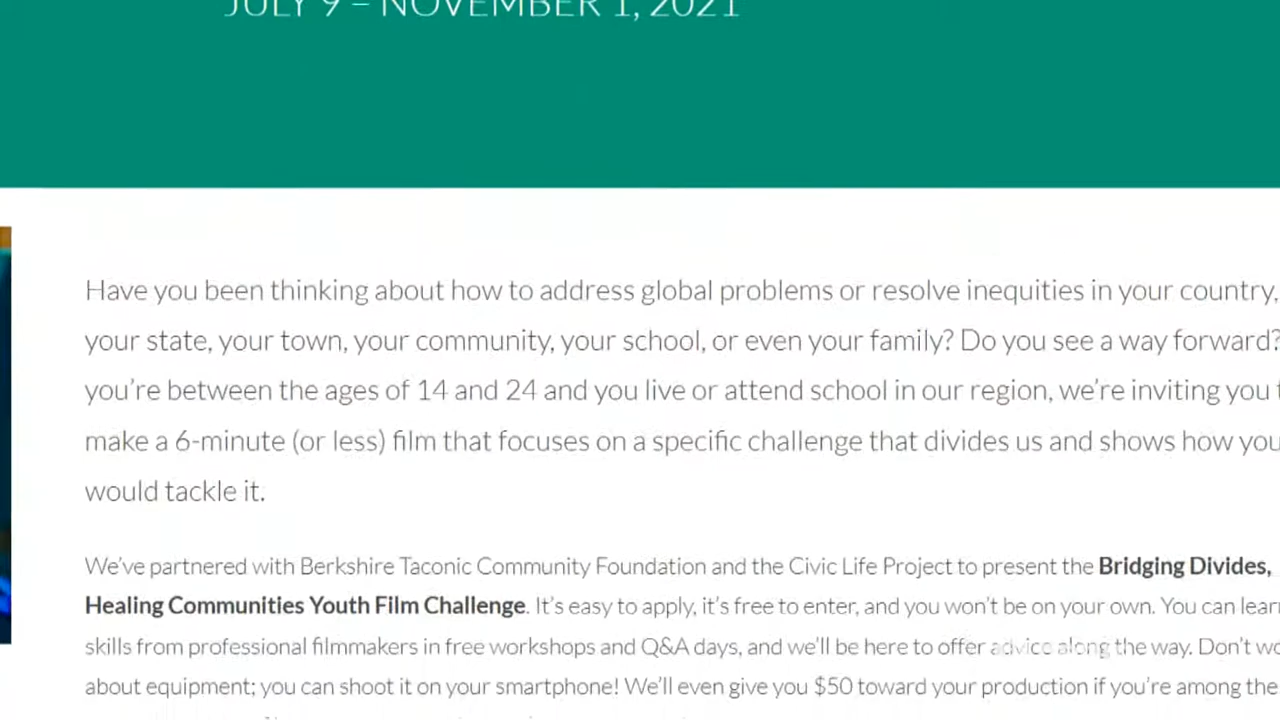 JULY 9 – NOVEMBER 1, 2021
Have you been thinking about how to address global problems or resolve inequities in your country,
your state, your town, your community, your school, or even your family? Do you see a way forward?
you’re between the ages of 14 and 24 and you live or attend school in our region, we’re inviting you
make a 6-minute (or less) film that focuses on a specific challenge that divides us and shows how you
would tackle it.
We’ve partnered with Berkshire Taconic Community Foundation and the Civic Life Project to present the Bridging Divides,
Healing Communities Youth Film Challenge. It’s easy to apply, it’s free to enter, and you won’t be on your own. You can learn
skills from professional filmmakers in free workshops and Q&A days, and we’ll be here to offer advice along the way. Don’t
about equipment; you can shoot it on your smartphone! We’ll even give you $50 toward your production if you’re among the